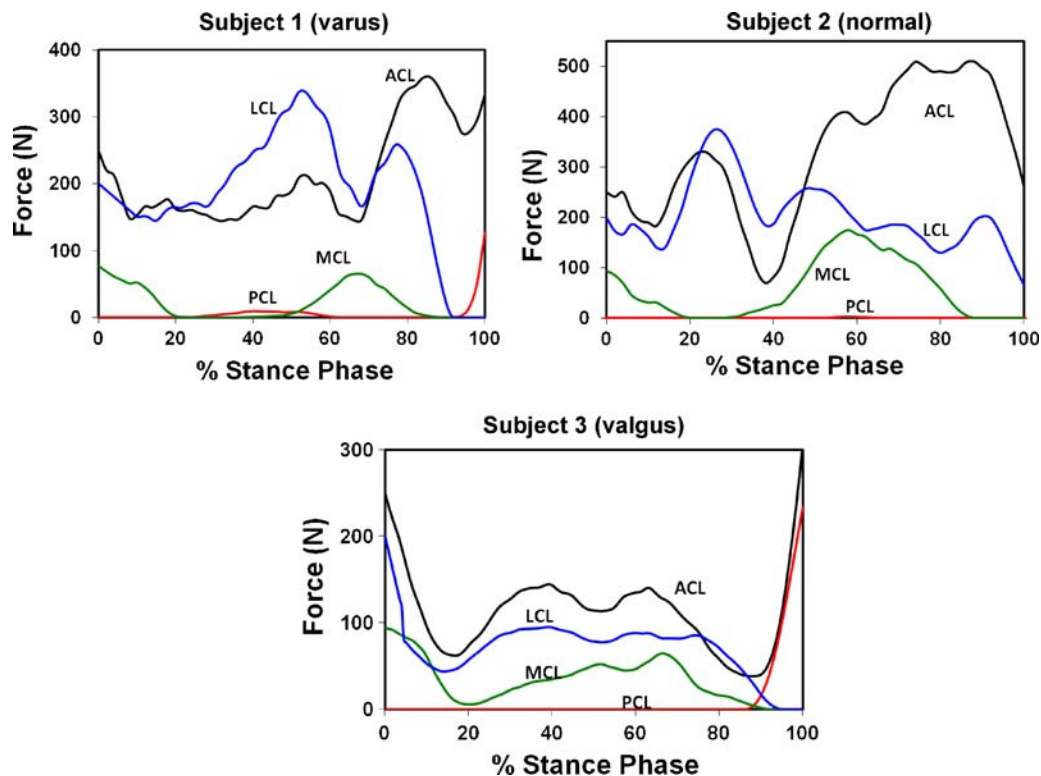 Subject 1 (varus)
400
300
200
100
0
Force (N)
LCL
ACL
MCL
PCL
0 20 40 60 80 100
% Stance Phase
Subject 2 (normal)
500
400
300
200
100
0
Force (N)
ACL
LCL
MCL
PCL
0 20 40 60 80 100
% Stance Phase
Subject 3 (valgus)
300
200
100
0
Force (N)
ACL
LCL
MCL
PCL
0 20 40 60 80 100
% Stance Phase